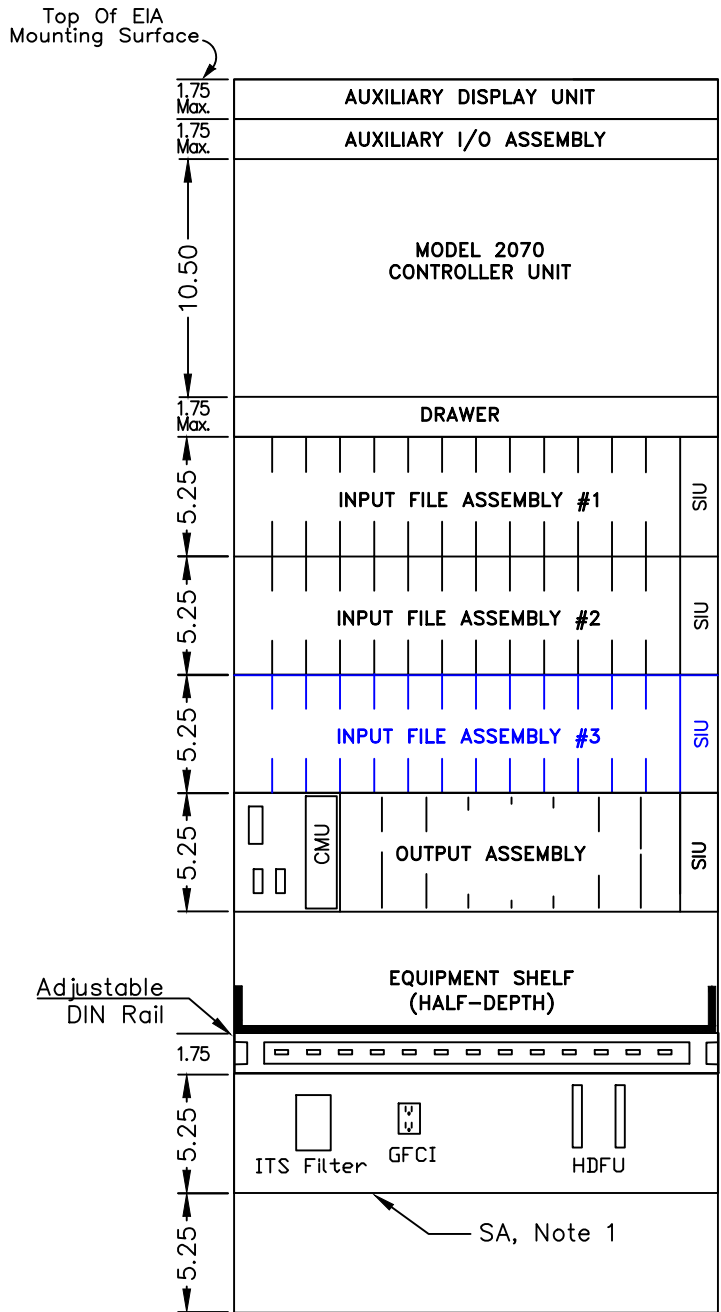 Top Of EIA
Mounting Surface
1.75
Max.
AUXILIARY DISPLAY UNIT
1.75
Max.
AUXILIARY I/O ASSEMBLY
10.50
MODEL 2070
CONTROLLER UNIT
1.75
Max.
DRAWER
5.25
INPUT FILE ASSEMBLY #1
SIU
5.25
INPUT FILE ASSEMBLY #2
SIU
5.25
INPUT FILE ASSEMBLY #3
SIU
5.25
CMU
OUTPUT ASSEMBLY
SIU
EQUIPMENT SHELF
(HALF-DEPTH)
Adjustable
DIN Rail
1.75
5.25
ITS Filter
GFCI
HDFU
5.25
SA, Note 1